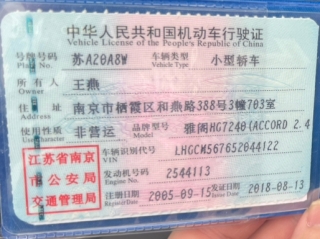 中华人民共和国机动车行驶证
Vehicle License of the People's Republic of China
号牌号码 苏A20A8W 车辆类型 小型轿车
Plate No. Vehicle Type
所有人 王燕
Owner
住址 南京市栖霞区和燕路388号3幢703室
Address
使用性质 非营运 品牌型号 雅阁HG7240(ACCORD 2.4
Use Character Model
江苏省南京市公安局交通管理局
车辆识别代号 LHGCM567652044122
VIN
发动机号码 2544113
Engine No.
注册日期 2005-09-15 发证日期 2018-08-13
Register Date Issue Date